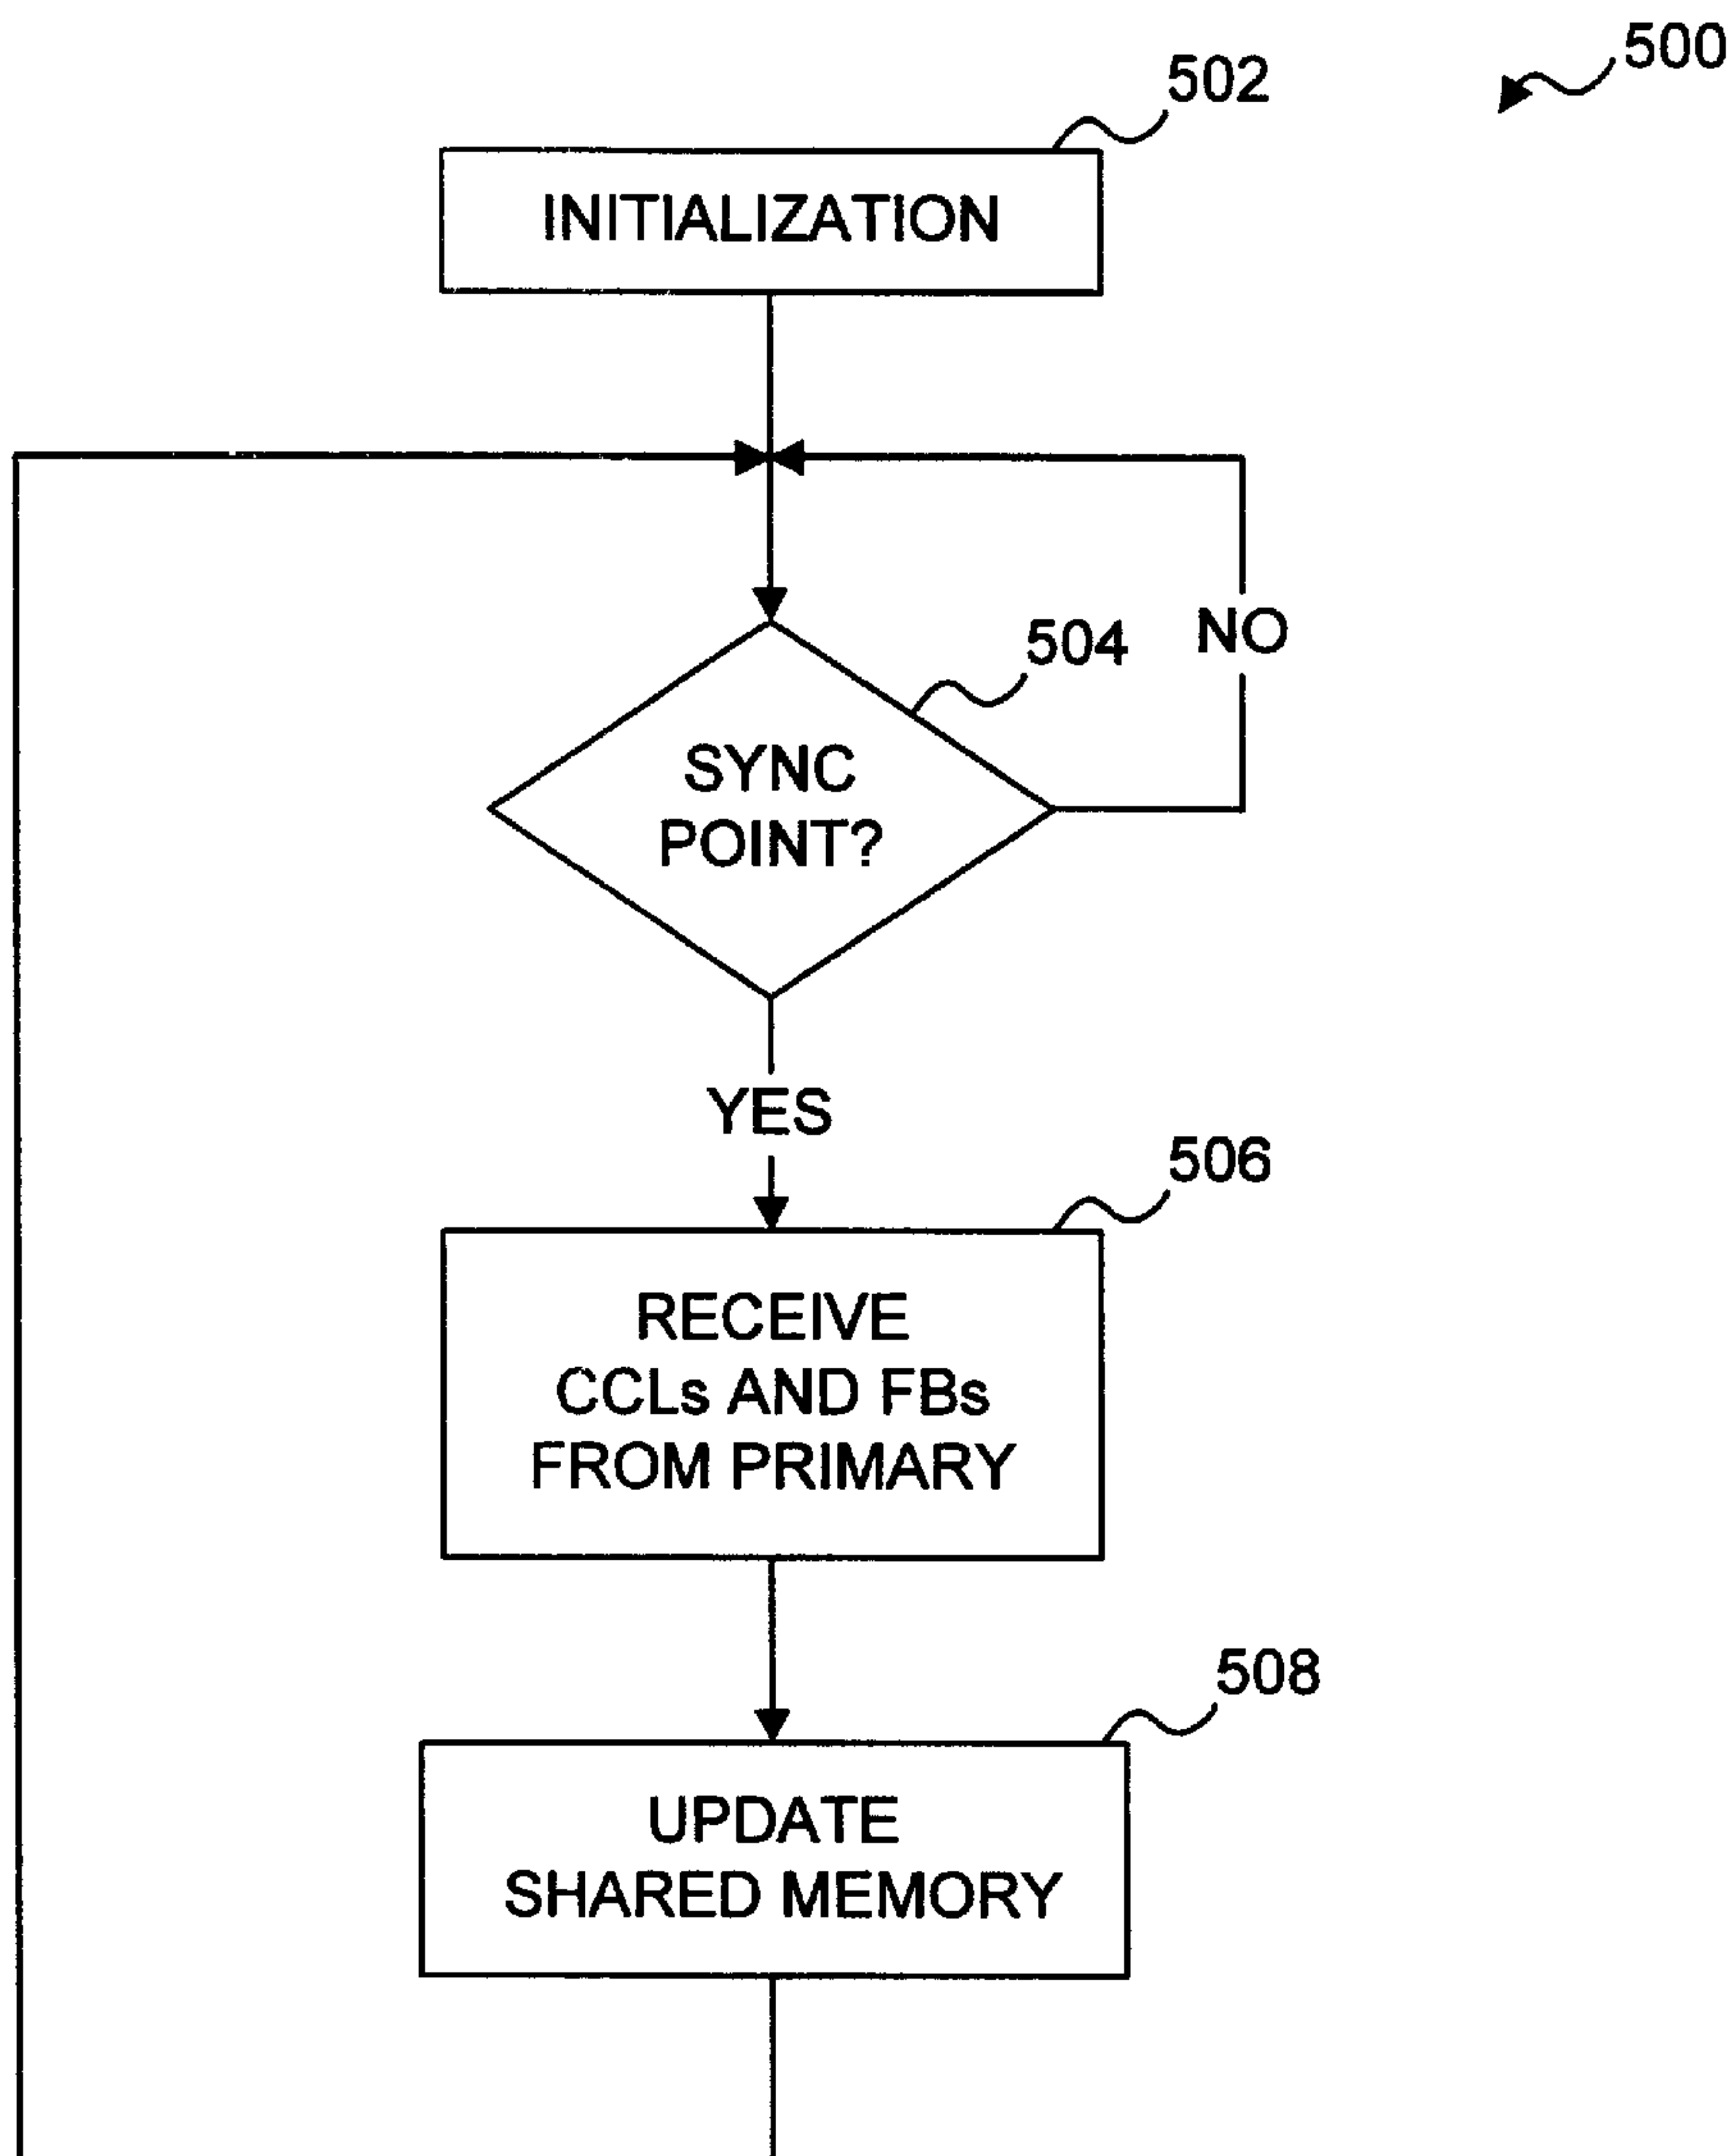 500
502
INITIALIZATION
504
NO
SYNC
POINT?
YES
506
RECEIVE
CCLs AND FBs
FROM PRIMARY
508
UPDATE
SHARED MEMORY